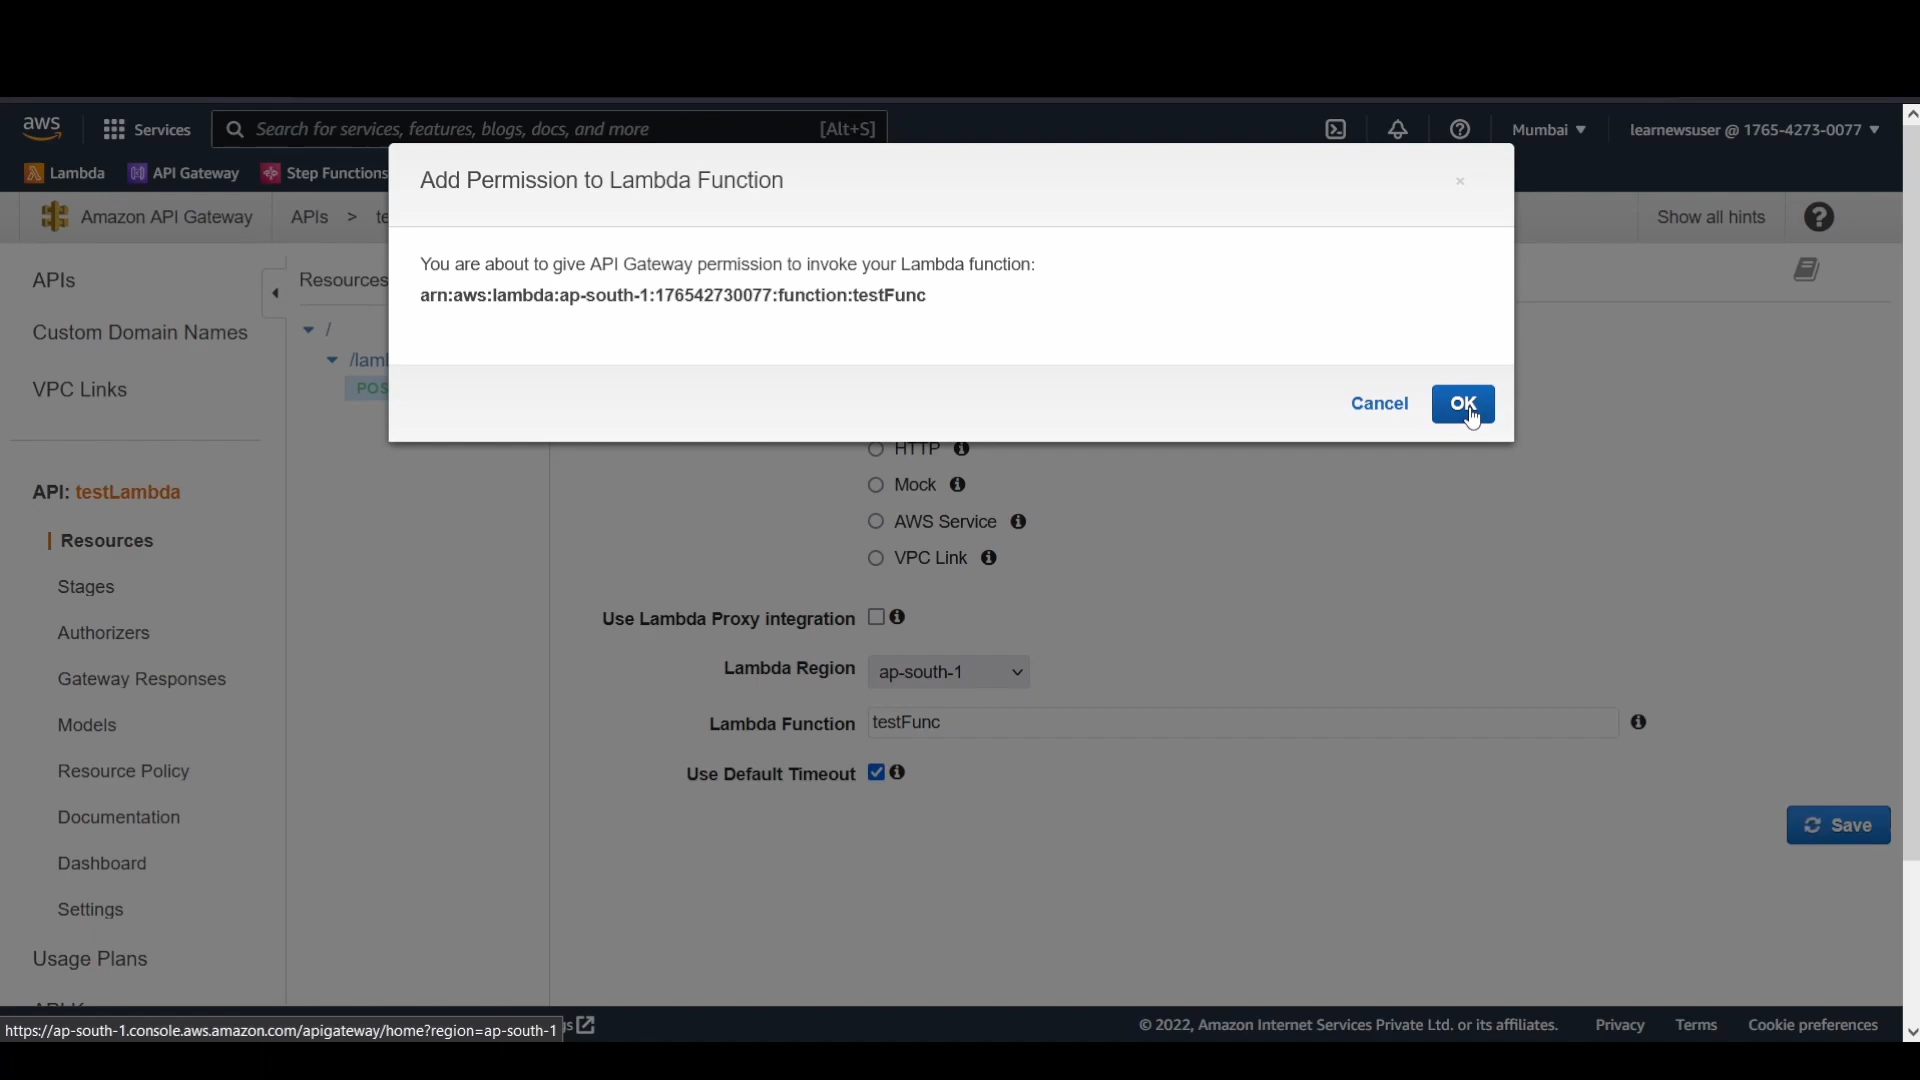 aws Services Search for services, features, blogs, docs, and more [Alt+S] Mumbai learnewsuser @ 1765-4273-0077
Lambda API Gateway Step Functions
Add Permission to Lambda Function ×
Amazon API Gateway APIs > Show all hints
You are about to give API Gateway permission to invoke your Lambda function:
arn:aws:lambda:ap-south-1:176542730077:function:testFunc
Cancel OK
APIs
Custom Domain Names
VPC Links
API: testLambda
Resources
Stages
Authorizers
Gateway Responses
Models
Resource Policy
Documentation
Dashboard
Settings
Usage Plans
Resources
/
HTTP
Mock
AWS Service
VPC Link
Use Lambda Proxy integration
Lambda Region ap-south-1
Lambda Function testFunc
Use Default Timeout
Save
https://ap-south-1.console.aws.amazon.com/apigateway/home?region=ap-south-1
© 2022, Amazon Internet Services Private Ltd. or its affiliates. Privacy Terms Cookie preferences